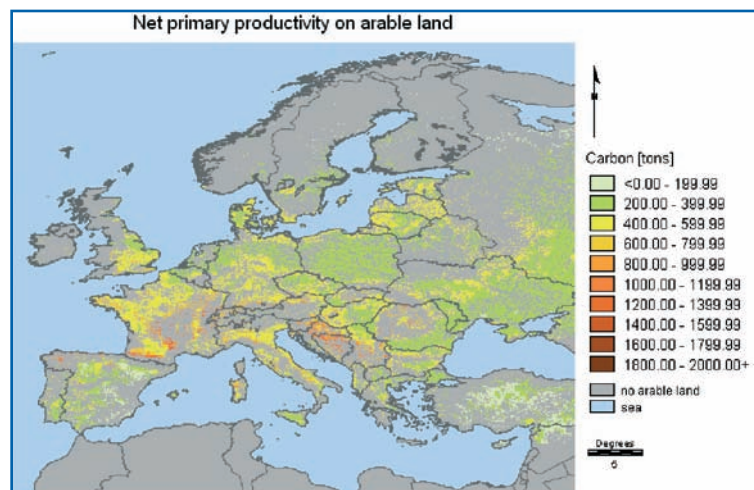 Net primary productivity on arable land
Carbon [tons]
<0.00 - 199.99
200.00 - 399.99
400.00 - 599.99
600.00 - 799.99
800.00 - 999.99
1000.00 - 1199.99
1200.00 - 1399.99
1400.00 - 1599.99
1600.00 - 1799.99
1800.00 - 2000.00+
no arable land
sea
Degrees
6